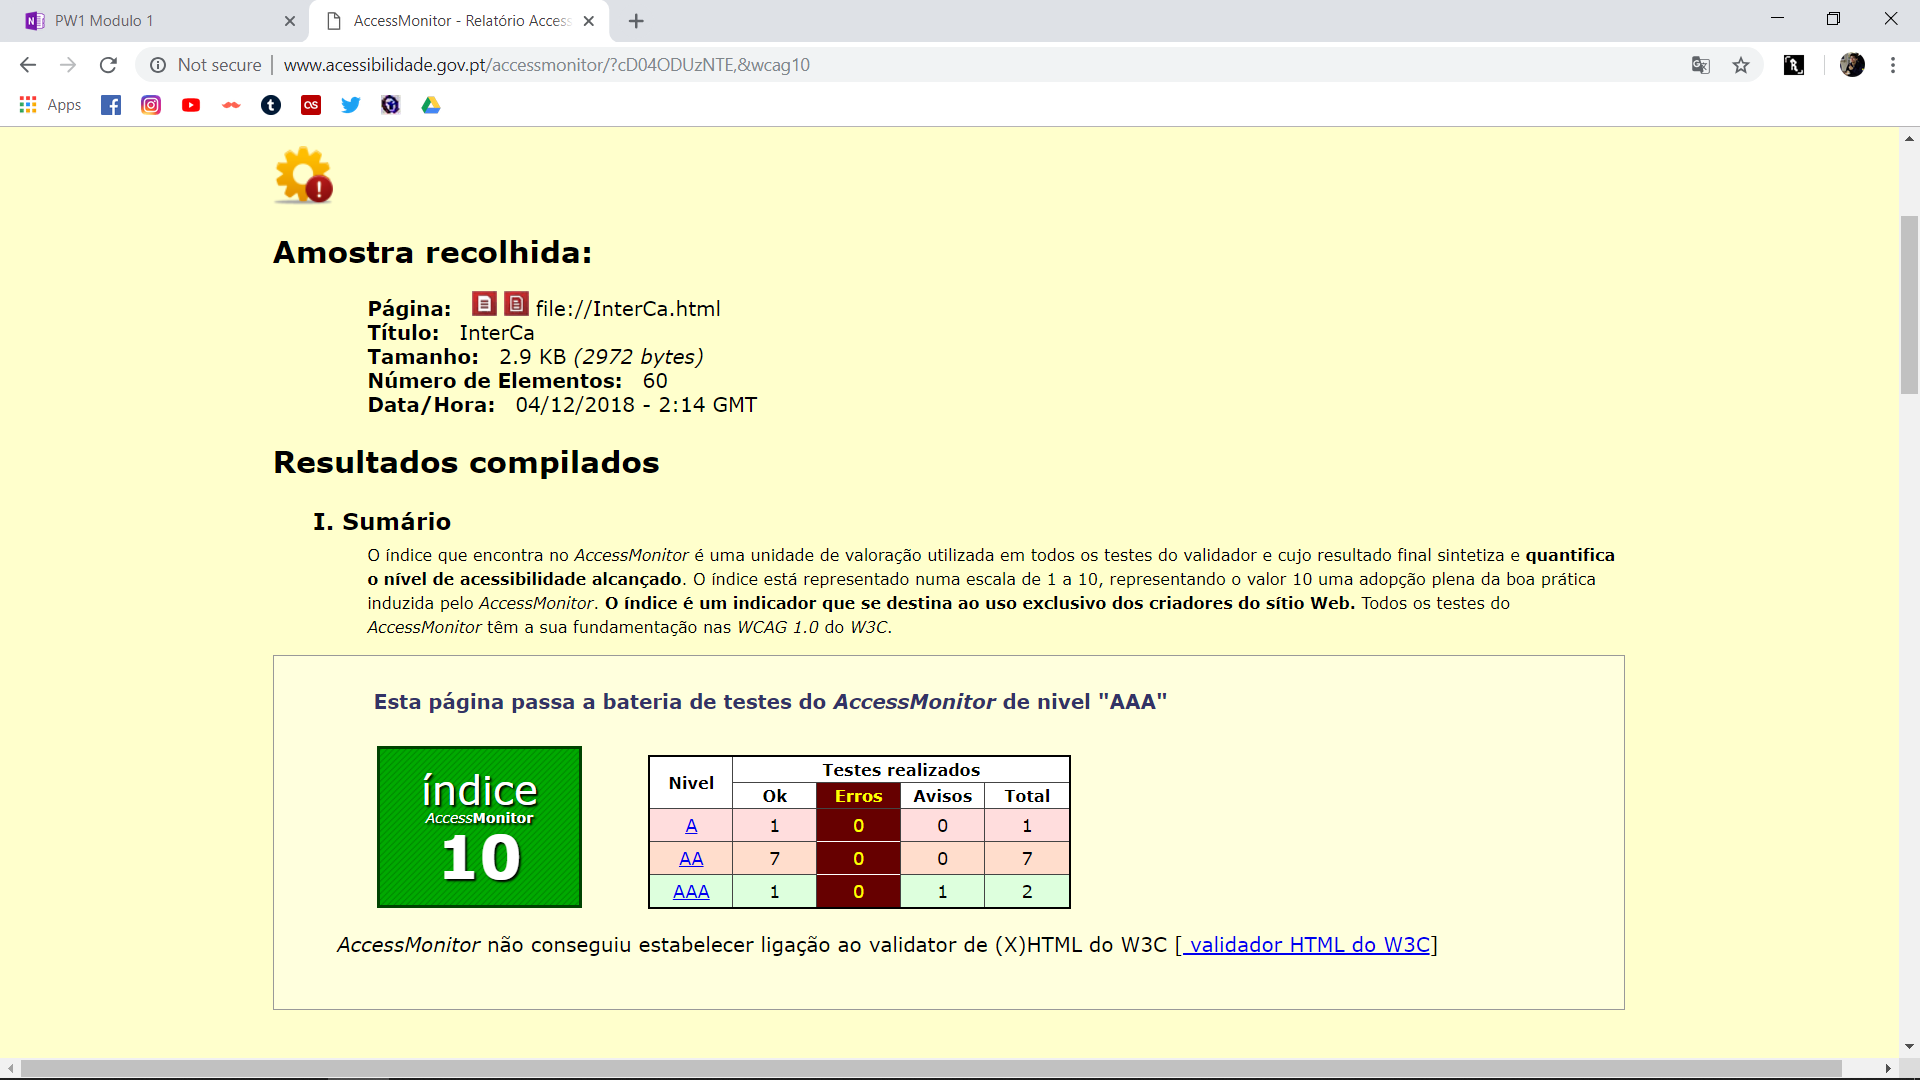 PW1 Modulo 1
AccessMonitor - Relatório Access
Not secure | www.acessibilidade.gov.pt/accessmonitor/?cD04ODUzNTE,&wcag10
Apps
Amostra recolhida:
Página: file://InterCa.html
Título: InterCa
Tamanho: 2.9 KB (2972 bytes)
Número de Elementos: 60
Data/Hora: 04/12/2018 - 2:14 GMT
Resultados compilados
I. Sumário
O índice que encontra no AccessMonitor é uma unidade de valoração utilizada em todos os testes do validador e cujo resultado final sintetiza e quantifica
o nível de acessibilidade alcançado. O índice está representado numa escala de 1 a 10, representando o valor 10 uma adopção plena da boa prática
induzida pelo AccessMonitor. O índice é um indicador que se destina ao uso exclusivo dos criadores do sítio Web. Todos os testes do
AccessMonitor têm a sua fundamentação nas WCAG 1.0 do W3C.
Esta página passa a bateria de testes do AccessMonitor de nivel "AAA"
índice
AccessMonitor
10
Nivel Testes realizados
Ok Erros Avisos Total
A 1 0 0 1
AA 7 0 0 7
AAA 1 0 1 2
AccessMonitor não conseguiu estabelecer ligação ao validator de (X)HTML do W3C [ validador HTML do W3C]